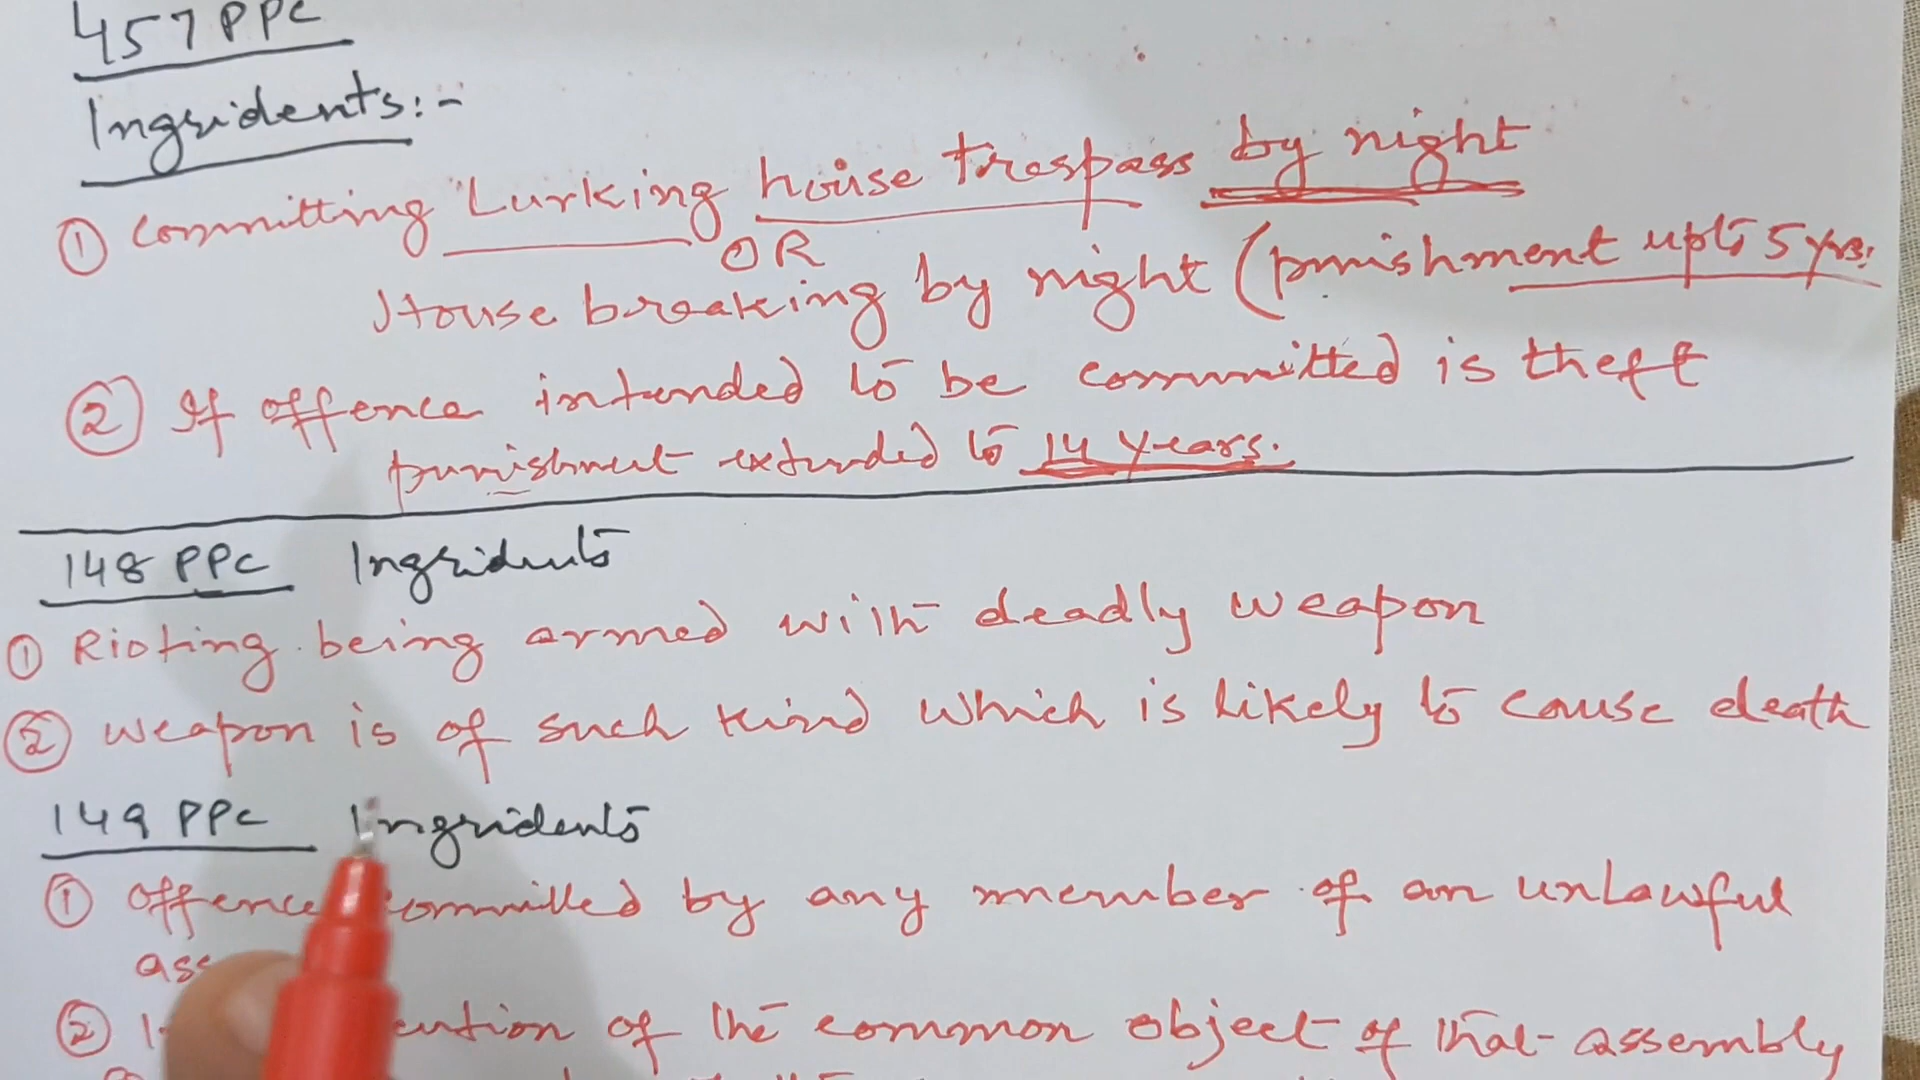 457 PPC
Ingridents:-
① Committing Lurking house trespass by night
OR
House breaking by night (punishment upto 5 yrs.
② If offence intended to be committed is theft
punishment extended to 14 years.
148 PPC Ingridents
① Rioting being armed with deadly weapon
② weapon is of such kind which is likely to cause death
149 PPC Ingridents
① offence committed by any member of an unlawful
② of the common object of that assembly